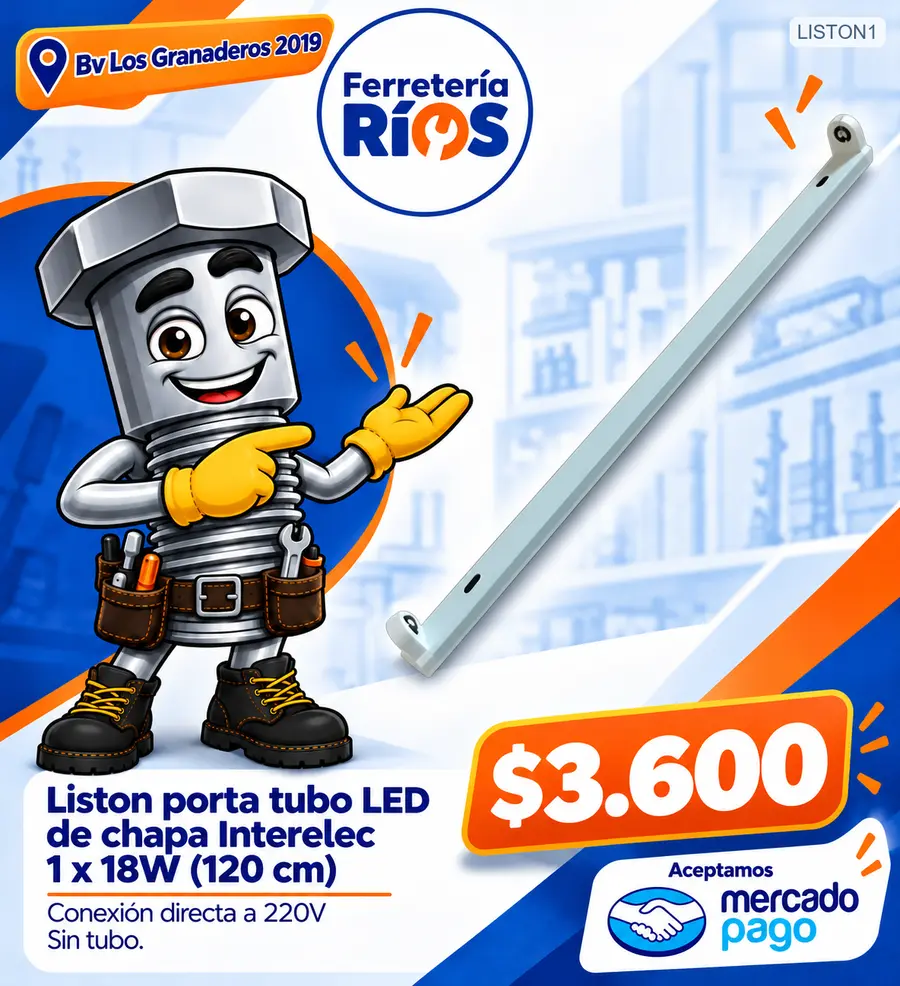 Bv Los Granaderos 2019
Ferretería
RÍOS
LISTON1
Liston porta tubo LED
de chapa Interelec
1 x 18W (120 cm)
Conexión directa a 220V
Sin tubo.
$3.600
Aceptamos
mercado
pago